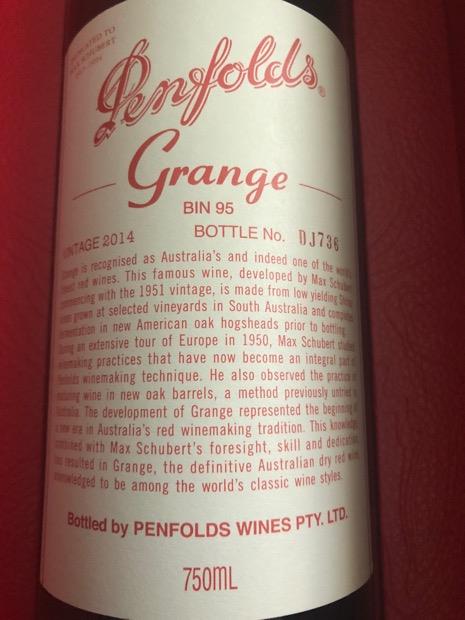 DEDICATED TO
MAX SCHUBERT
Penfolds®
Grange
BIN 95
VINTAGE 2014 BOTTLE No. DJ736
Grange is recognised as Australia's and indeed one of the world's
finest red wines. This famous wine, developed by Max Schubert
commencing with the 1951 vintage, is made from low yielding Shiraz
vines grown at selected vineyards in South Australia and completes
fermentation in new American oak hogsheads prior to bottling.
During an extensive tour of Europe in 1950, Max Schubert studied
winemaking practices that have now become an integral part of
Penfolds winemaking technique. He also observed the practice of
maturing wine in new oak barrels, a method previously untried in
Australia. The development of Grange represented the beginning of
a new era in Australia's red winemaking tradition. This knowledge,
combined with Max Schubert's foresight, skill and dedication
has resulted in Grange, the definitive Australian dry red wine,
acknowledged to be among the world's classic wine styles.
Bottled by PENFOLDS WINES PTY. LTD.
750ML